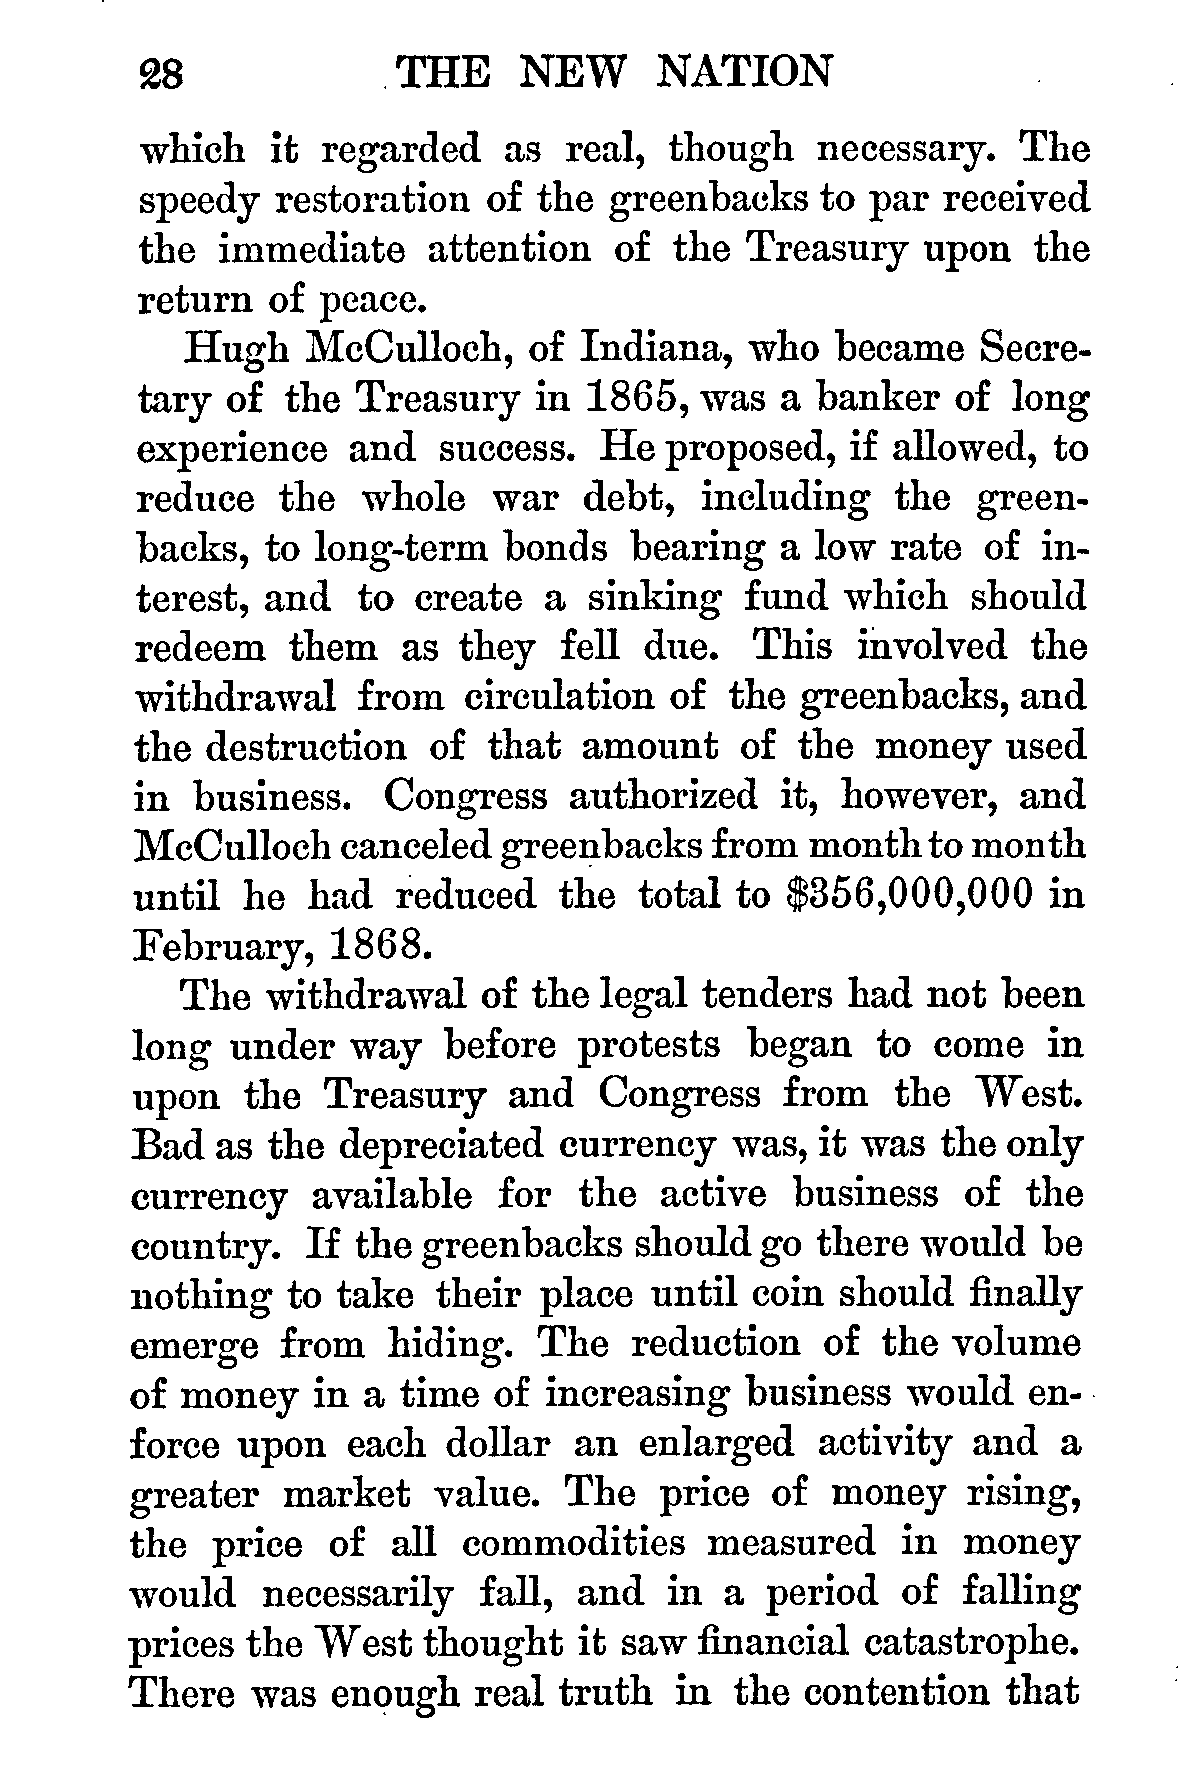 28 THE NEW NATION
which it regarded as real, though necessary. The
speedy restoration of the greenbacks to par received
the immediate attention of the Treasury upon the
return of peace.
Hugh McCulloch, of Indiana, who became Secre-
tary of the Treasury in 1865, was a banker of long
experience and success. He proposed, if allowed, to
reduce the whole war debt, including the green-
backs, to long-term bonds bearing a low rate of in-
terest, and to create a sinking fund which should
redeem them as they fell due. This involved the
withdrawal from circulation of the greenbacks, and
the destruction of that amount of the money used
in business. Congress authorized it, however, and
McCulloch canceled greenbacks from month to month
until he had reduced the total to $356,000,000 in
February, 1868.
The withdrawal of the legal tenders had not been
long under way before protests began to come in
upon the Treasury and Congress from the West.
Bad as the depreciated currency was, it was the only
currency available for the active business of the
country. If the greenbacks should go there would be
nothing to take their place until coin should finally
emerge from hiding. The reduction of the volume
of money in a time of increasing business would en-
force upon each dollar an enlarged activity and a
greater market value. The price of money rising,
the price of all commodities measured in money
would necessarily fall, and in a period of falling
prices the West thought it saw financial catastrophe.
There was enough real truth in the contention that